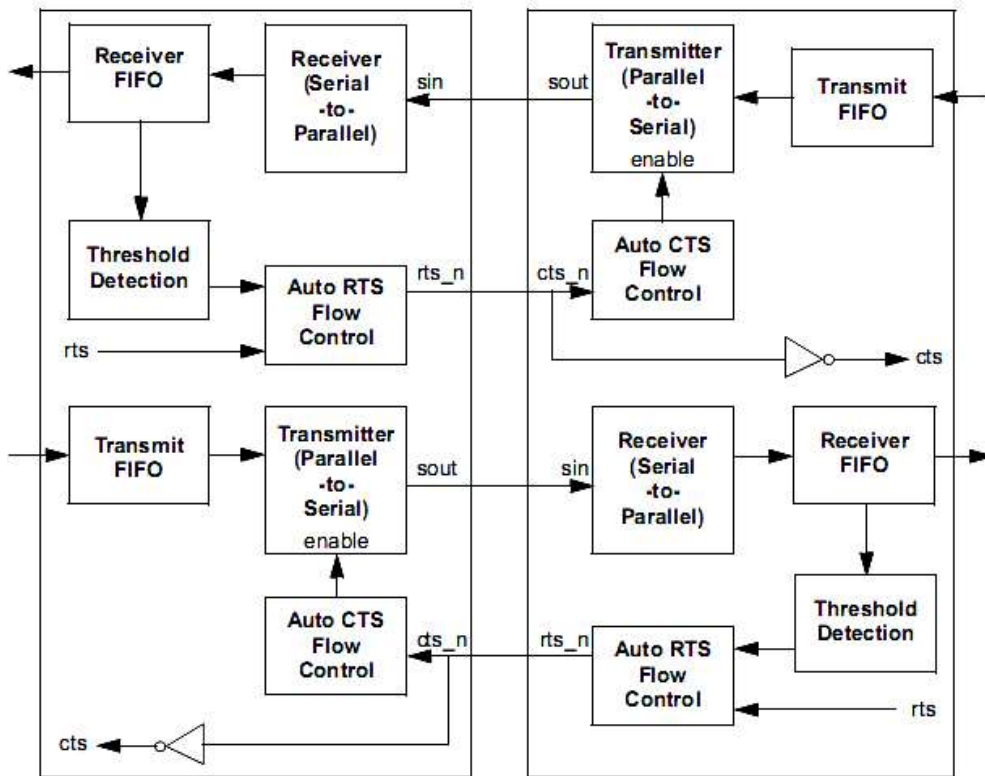 Receiver
FIFO
Receiver
(Serial
-to-
Parallel)
sin
sout
Transmitter
(Parallel
-to-
Serial)
enable
Transmit
FIFO
Threshold
Detection
Auto RTS
Flow
Control
rts_n
cts_n
Auto CTS
Flow
Control
rts
cts
Transmit
FIFO
Transmitter
(Parallel
-to-
Serial)
enable
sout
sin
Receiver
(Serial
-to-
Parallel)
Receiver
FIFO
Auto CTS
Flow
Control
cts_n
rts_n
Auto RTS
Flow
Control
Threshold
Detection
cts
rts